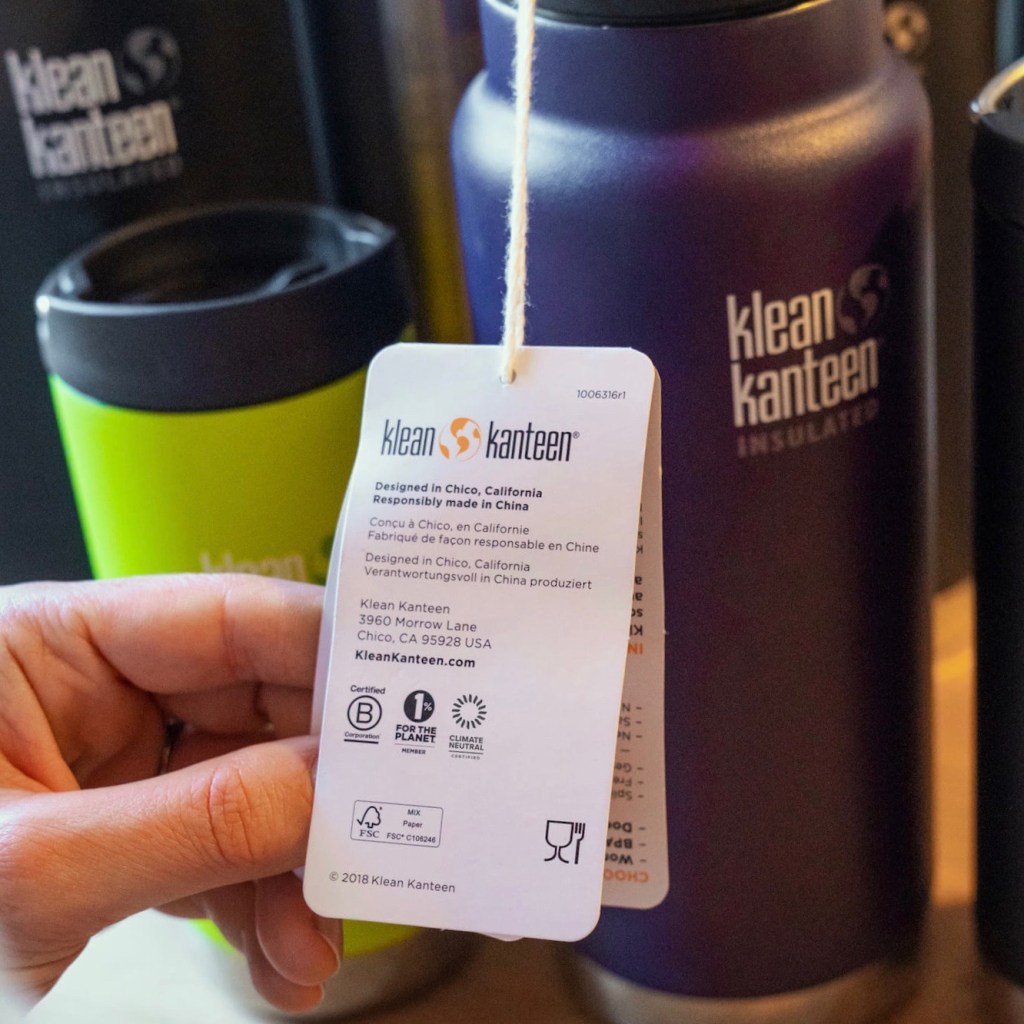 klean
kanteen
INSULATED
klean
kanteen
INSULATED
klean
1006316r1
klean kanteen®
Designed in Chico, California
Responsibly made in China
Conçu à Chico, en Californie
Fabriqué de façon responsable en Chine
Designed in Chico, California
Verantwortungsvoll in China produziert
Klean Kanteen
3960 Morrow Lane
Chico, CA 95928 USA
KleanKanteen.com
Certified
B
Corporation
1%
FOR THE
PLANET
MEMBER
CLIMATE
NEUTRAL
CERTIFIED
FSC
MIX
Paper
FSC® C106246
© 2018 Klean Kanteen